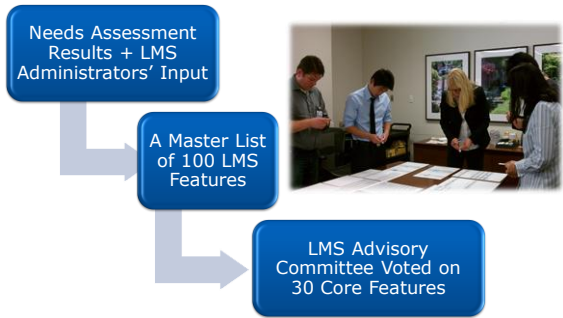 Needs Assessment
Results + LMS
Administrators’ Input
A Master List
of 100 LMS
Features
LMS Advisory
Committee Voted on
30 Core Features